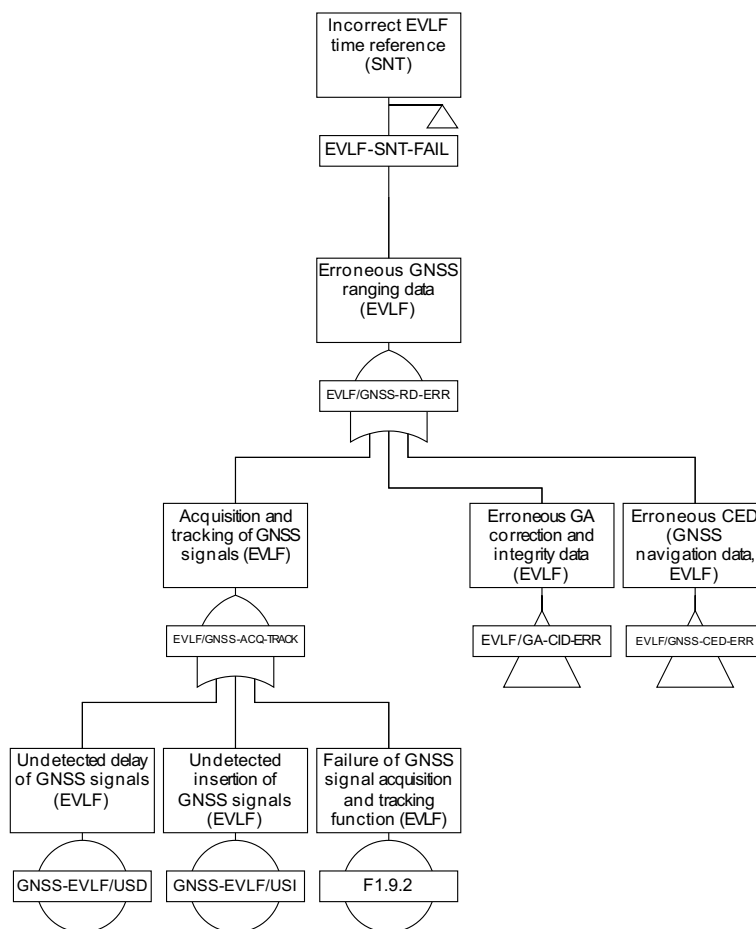 Incorrect EVLF
time reference
(SNT)
EVLF-SNT-FAIL
Erroneous GNSS
ranging data
(EVLF)
EVLF/GNSS-RD-ERR
Acquisition and
tracking of GNSS
signals (EVLF)
EVLF/GNSS-ACQ-TRACK
Erroneous GA
correction and
integrity data
(EVLF)
EVLF/GA-CID-ERR
Erroneous CED
(GNSS
navigation data,
EVLF)
EVLF/GNSS-CED-ERR
Undetected delay
of GNSS signals
(EVLF)
GNSS-EVLF/USD
Undetected
insertion of
GNSS signals
(EVLF)
GNSS-EVLF/USI
Failure of GNSS
signal acquisition
and tracking
function (EVLF)
F1.9.2